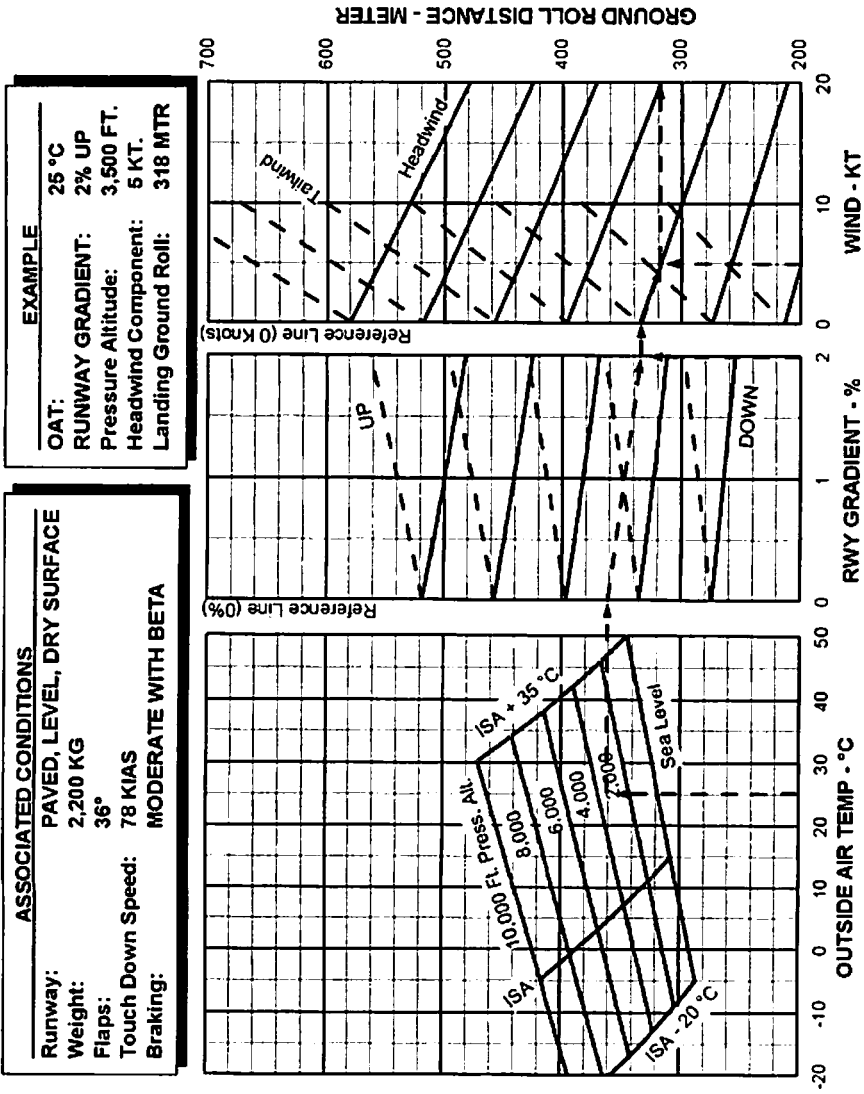 ASSOCIATED CONDITIONS
Runway: PAVED, LEVEL, DRY SURFACE
Weight: 2,200 KG
Flaps: 36°
Touch Down Speed: 78 KIAS
Braking: MODERATE WITH BETA
EXAMPLE
OAT: 25 °C
RUNWAY GRADIENT: 2% UP
Pressure Altitude: 3,500 FT.
Headwind Component: 5 KT.
Landing Ground Roll: 318 MTR
Reference Line (0%)
Reference Line (0 Knots)
ISA
ISA + 35 °C
ISA - 20 °C
10.000 Ft. Press. Alt.
8.000
6.000
4.000
2.000
Sea Level
UP
DOWN
Tailwind
Headwind
700
600
500
400
300
200
GROUND ROLL DISTANCE - METER
-20 -10 0 10 20 30 40 50
OUTSIDE AIR TEMP - °C
0 1 2
RWY GRADIENT - %
0 10 20
WIND - KT